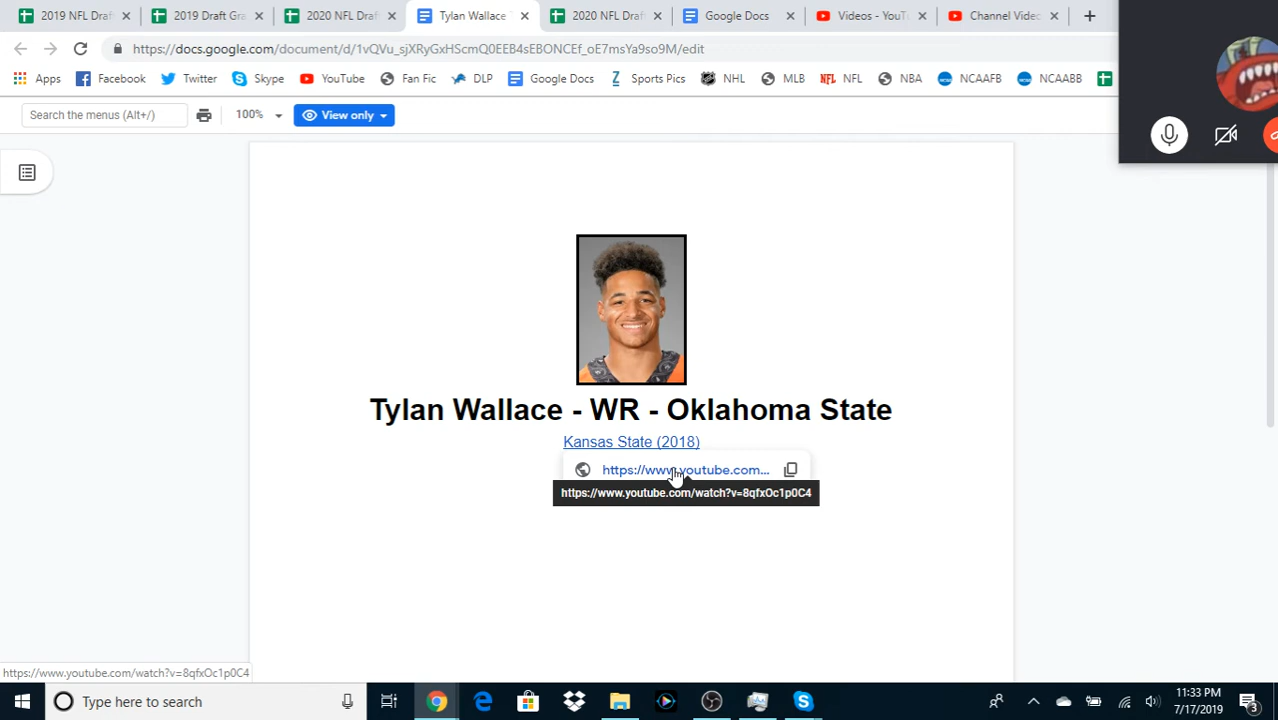 2019 NFL Draf
2019 Draft Gra
2020 NFL Draf
Tylan Wallace
2020 NFL Draf
Google Docs
Videos - YouT
Channel Video
https://docs.google.com/document/d/1vQVu_sjXRyGxHScmQ0EEB4sEBONCEf_oE7msYa9so9M/edit
Apps Facebook Twitter Skype YouTube Fan Fic DLP Google Docs Sports Pics NHL MLB NFL NBA NCAAFB NCAABB
Search the menus (Alt+/) 100% View only
Tylan Wallace - WR - Oklahoma State
Kansas State (2018)
https://www.youtube.com...
https://www.youtube.com/watch?v=8qfxOc1p0C4
https://www.youtube.com/watch?v=8qfxOc1p0C4
Type here to search
11:33 PM
7/17/2019
3